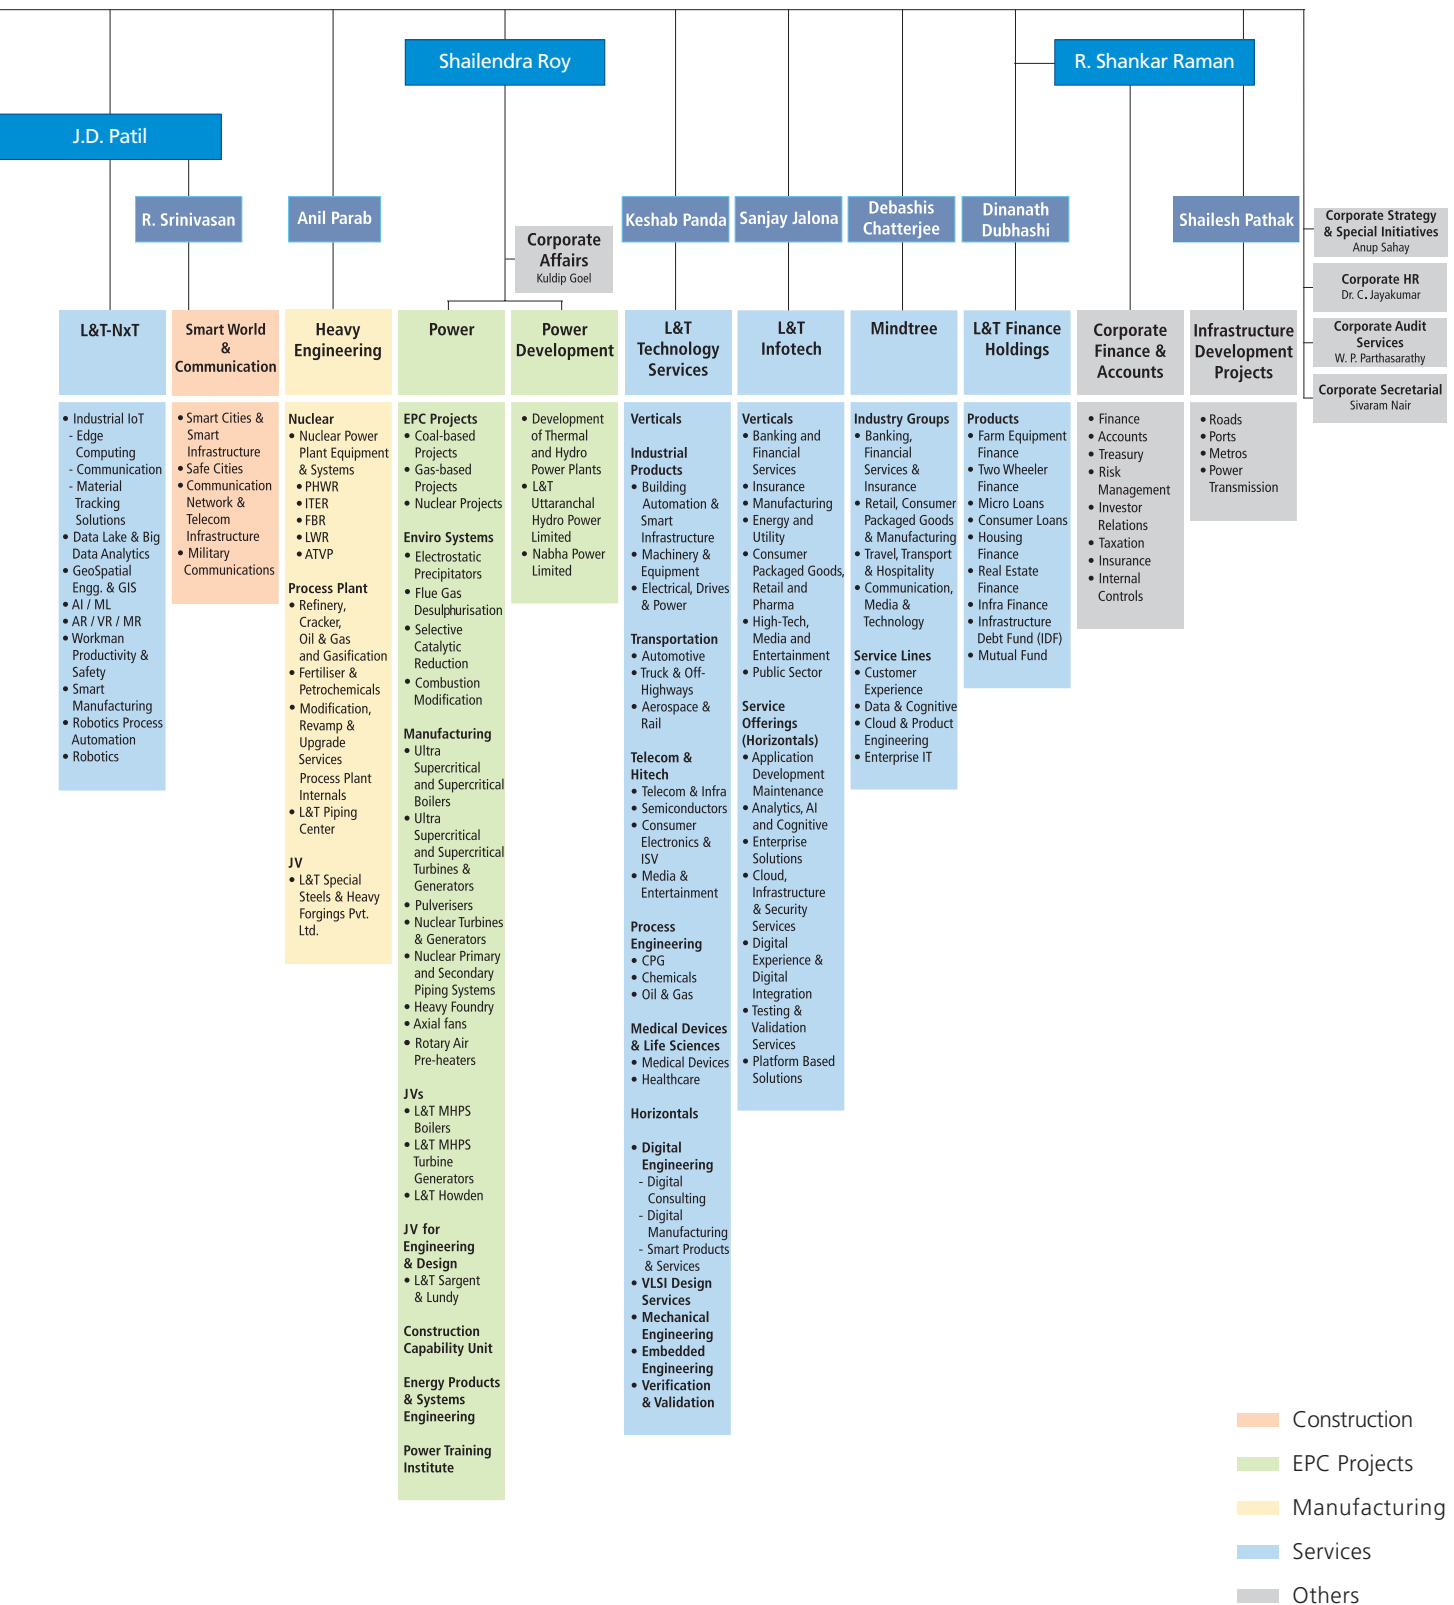 Shailendra Roy
R. Shankar Raman
J.D. Patil
R. Srinivasan
Anil Parab
Keshab Panda
Sanjay Jalona
Debashis
Chatterjee
Dinanath
Dubhashi
Shailesh Pathak
Corporate
Affairs
Kuldip Goel
Corporate Strategy
& Special Initiatives
Anup Sahay
Corporate HR
Dr. C. Jayakumar
Corporate Audit
Services
W. P. Parthasarathy
Corporate Secretarial
Sivaram Nair
L&T-NxT
• Industrial IoT
- Edge
Computing
- Communication
- Material
Tracking
Solutions
• Data Lake & Big
Data Analytics
• GeoSpatial
Engg. & GIS
• AI / ML
• AR / VR / MR
• Workman
Productivity &
Safety
• Smart
Manufacturing
• Robotics Process
Automation
• Robotics
Smart World
&
Communication
• Smart Cities &
Smart
Infrastructure
• Safe Cities
• Communication
Network &
Telecom
Infrastructure
• Military
Communications
Heavy
Engineering
Nuclear
• Nuclear Power
Plant Equipment
& Systems
• PHWR
• ITER
• FBR
• LWR
• ATVP
Process Plant
• Refinery,
Cracker,
Oil & Gas
and Gasification
• Fertiliser &
Petrochemicals
• Modification,
Revamp &
Upgrade
Services
Process Plant
Internals
• L&T Piping
Center
JV
• L&T Special
Steels & Heavy
Forgings Pvt.
Ltd.
Power
EPC Projects
• Coal-based
Projects
• Gas-based
Projects
• Nuclear Projects
Enviro Systems
• Electrostatic
Precipitators
• Flue Gas
Desulphurisation
• Selective
Catalytic
Reduction
• Combustion
Modification
Manufacturing
• Ultra
Supercritical
and Supercritical
Boilers
• Ultra
Supercritical
and Supercritical
Turbines &
Generators
• Pulverisers
• Nuclear Turbines
& Generators
• Nuclear Primary
and Secondary
Piping Systems
• Heavy Foundry
• Axial fans
• Rotary Air
Pre-heaters
JVs
• L&T MHPS
Boilers
• L&T MHPS
Turbine
Generators
• L&T Howden
JV for
Engineering
& Design
• L&T Sargent
& Lundy
Construction
Capability Unit
Energy Products
& Systems
Engineering
Power Training
Institute
Power
Development
• Development
of Thermal
and Hydro
Power Plants
• L&T
Uttaranchal
Hydro Power
Limited
• Nabha Power
Limited
L&T
Technology
Services
Verticals
Industrial
Products
• Building
Automation &
Smart
Infrastructure
• Machinery &
Equipment
• Electrical, Drives
& Power
Transportation
• Automotive
• Truck & Off-
Highways
• Aerospace &
Rail
Telecom &
Hitech
• Telecom & Infra
• Semiconductors
• Consumer
Electronics &
ISV
• Media &
Entertainment
Process
Engineering
• CPG
• Chemicals
• Oil & Gas
Medical Devices
& Life Sciences
• Medical Devices
• Healthcare
Horizontals
• Digital
Engineering
- Digital
Consulting
- Digital
Manufacturing
- Smart Products
& Services
• VLSI Design
Services
• Mechanical
Engineering
• Embedded
Engineering
• Verification
& Validation
L&T
Infotech
Verticals
• Banking and
Financial
Services
• Insurance
• Manufacturing
• Energy and
Utility
• Consumer
Packaged Goods,
Retail and
Pharma
• High-Tech,
Media and
Entertainment
• Public Sector
Service
Offerings
(Horizontals)
• Application
Development
Maintenance
• Analytics, AI
and Cognitive
• Enterprise
Solutions
• Cloud,
Infrastructure
& Security
Services
• Digital
Experience &
Digital
Integration
• Testing &
Validation
Services
• Platform Based
Solutions
Mindtree
Industry Groups
• Banking,
Financial
Services &
Insurance
• Retail, Consumer
Packaged Goods
& Manufacturing
• Travel, Transport
& Hospitality
• Communication,
Media &
Technology
Service Lines
• Customer
Experience
• Data & Cognitive
• Cloud & Product
Engineering
• Enterprise IT
L&T Finance
Holdings
Products
• Farm Equipment
Finance
• Two Wheeler
Finance
• Micro Loans
• Consumer Loans
• Housing
Finance
• Real Estate
Finance
• Infra Finance
• Infrastructure
Debt Fund (IDF)
• Mutual Fund
Corporate
Finance &
Accounts
• Finance
• Accounts
• Treasury
• Risk
Management
• Investor
Relations
• Taxation
• Insurance
• Internal
Controls
Infrastructure
Development
Projects
• Roads
• Ports
• Metros
• Power
Transmission
Construction
EPC Projects
Manufacturing
Services
Others